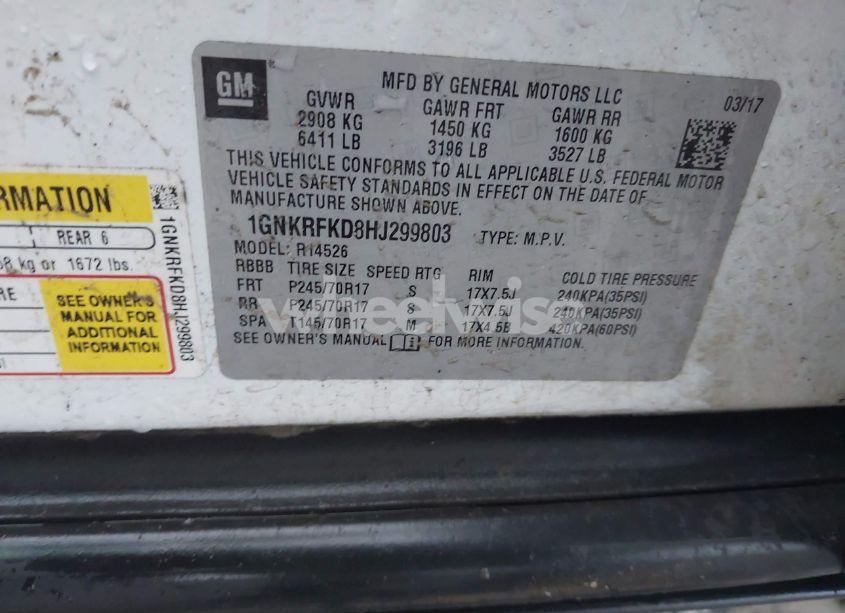 GM
MFD BY GENERAL MOTORS LLC
03/17
GVWR GAWR FRT GAWR RR
2908 KG 1450 KG 1600 KG
6411 LB 3196 LB 3527 LB
THIS VEHICLE CONFORMS TO ALL APPLICABLE U.S. FEDERAL MOTOR
VEHICLE SAFETY STANDARDS IN EFFECT ON THE DATE OF
MANUFACTURE SHOWN ABOVE.
1GNKRFKD8HJ299803 TYPE: M.P.V.
MODEL: R14526
RBBB TIRE SIZE SPEED RTG RIM COLD TIRE PRESSURE
FRT P245/70R17 S 17X7.5J 240KPA(35PSI)
RR P245/70R17 S 17X7.5J 240KPA(35PSI)
SPA T145/70R17 M 17X4.5B 420KPA(60PSI)
SEE OWNER'S MANUAL FOR MORE INFORMATION.
RMATION
REAR 6
8 kg or 1672 lbs.
RE
SEE OWNER'S
MANUAL FOR
ADDITIONAL
INFORMATION
1GNKRFKD8HJ299803